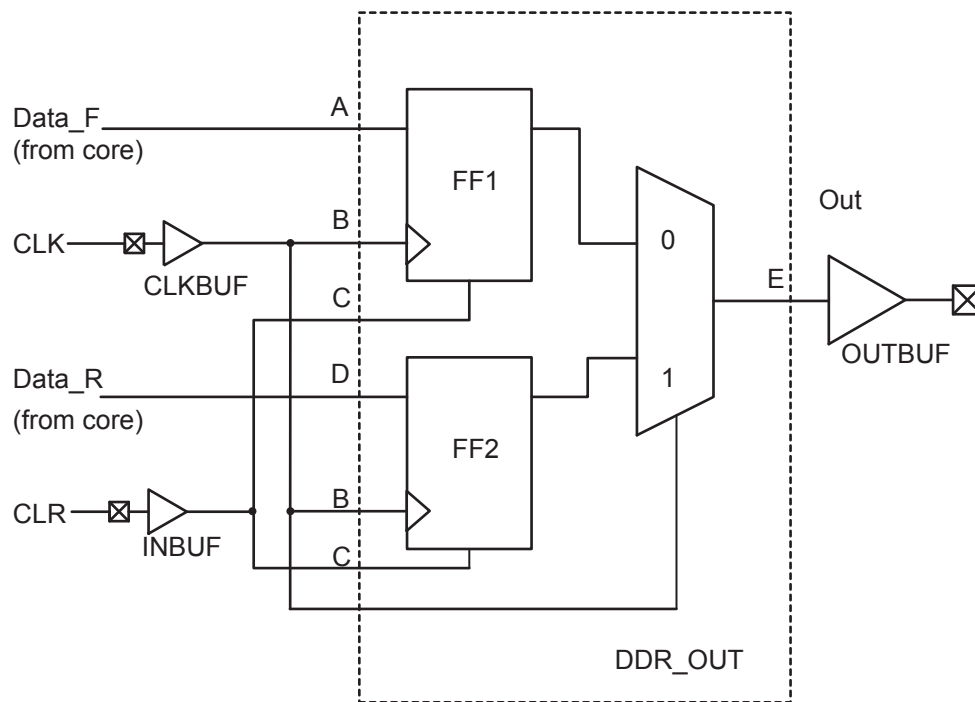 Data_F
(from core)
A
FF1
0
Out
CLK
CLKBUF
B
C
E
OUTBUF
Data_R
(from core)
D
FF2
1
CLR
INBUF
B
C
DDR_OUT